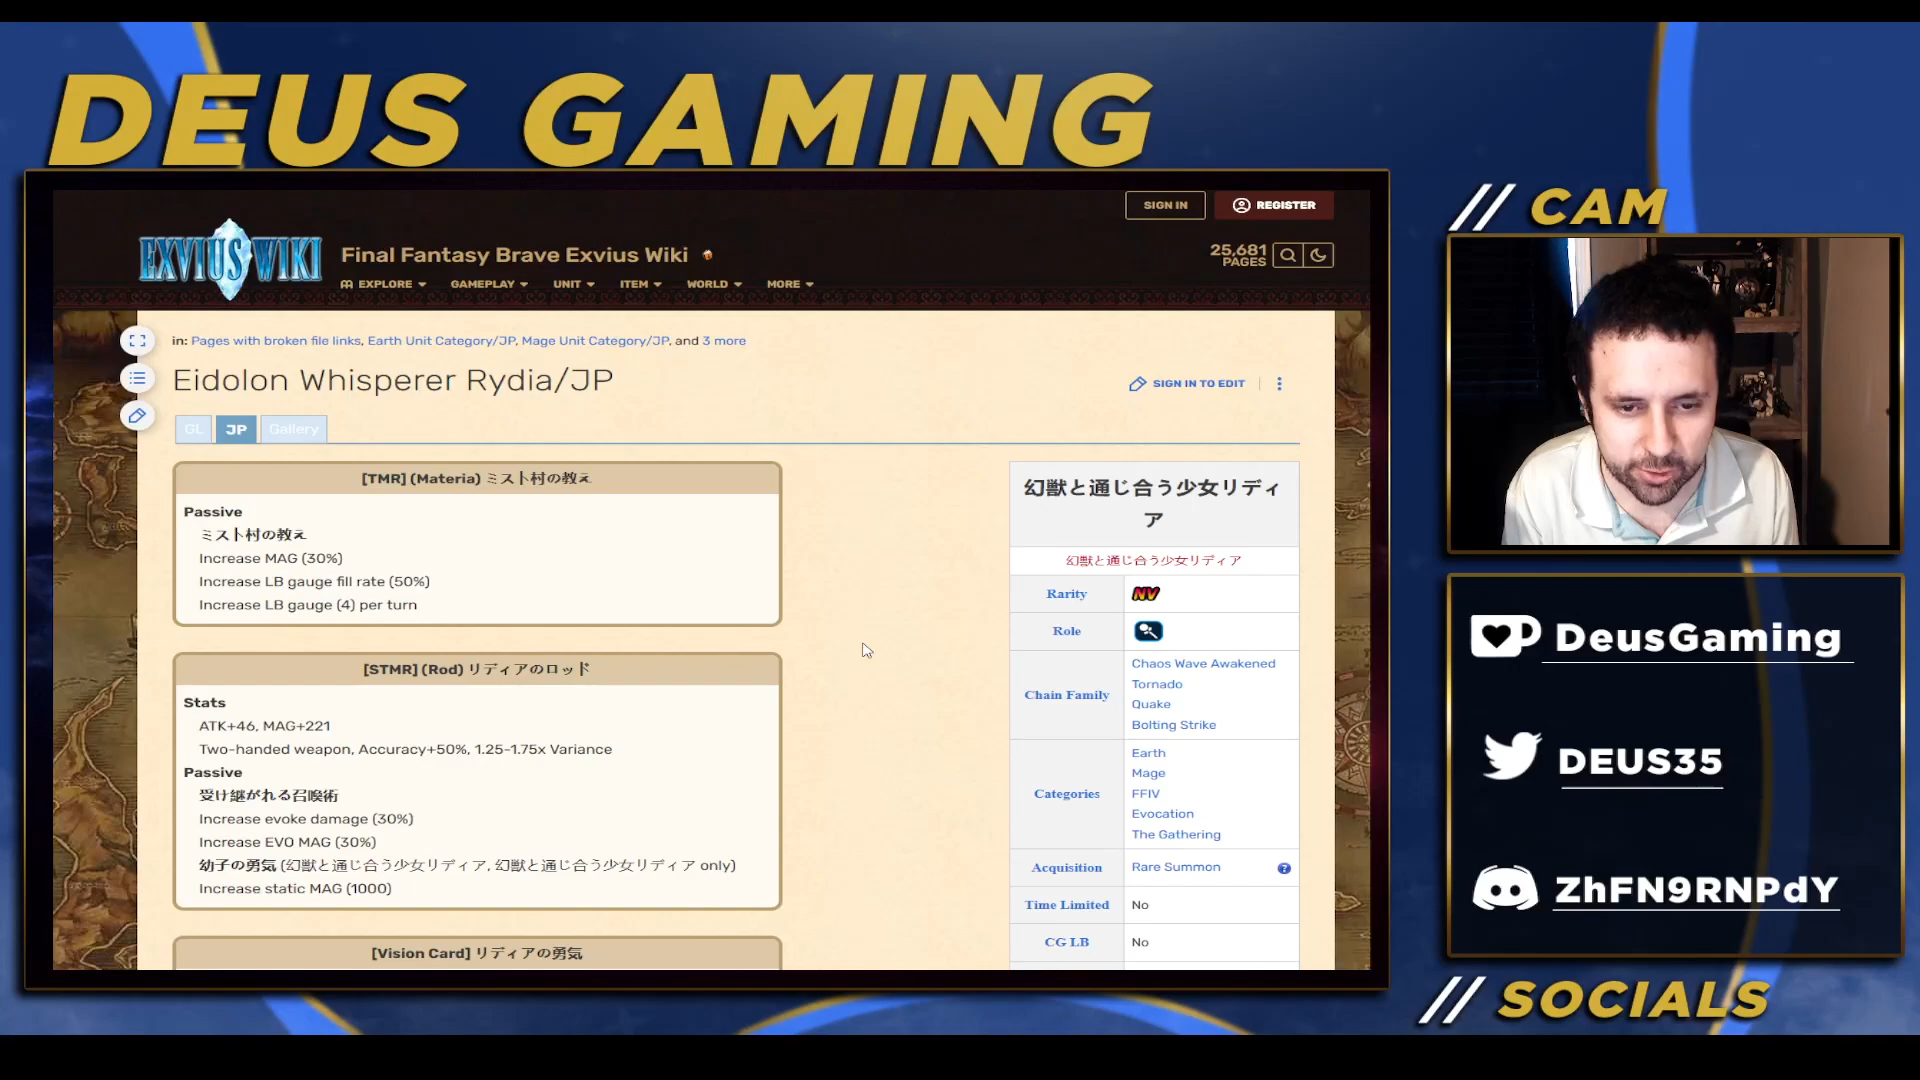 DEUS GAMING
SIGN IN
REGISTER
EXVIUS WIKI
Final Fantasy Brave Exvius Wiki
25,681
PAGES
EXPLORE
GAMEPLAY
UNIT
ITEM
WORLD
MORE
in: Pages with broken file links, Earth Unit Category/JP, Mage Unit Category/JP, and 3 more
Eidolon Whisperer Rydia/JP
SIGN IN TO EDIT
GL
JP
Gallery
[TMR] (Materia) ミスト村の教え
Passive
ミスト村の教え
Increase MAG (30%)
Increase LB gauge fill rate (50%)
Increase LB gauge (4) per turn
[STMR] (Rod) リディアのロッド
Stats
ATK+46, MAG+221
Two-handed weapon, Accuracy+50%, 1.25-1.75x Variance
Passive
受け継がれる召喚術
Increase evoke damage (30%)
Increase EVO MAG (30%)
幼子の勇気 (幻獣と通じ合う少女リディア, 幻獣と通じ合う少女リディア only)
Increase static MAG (1000)
[Vision Card] リディアの勇気
幻獣と通じ合う少女リディ
ア
幻獣と通じ合う少女リディア
Rarity
NV
Role
Chain Family
Chaos Wave Awakened
Tornado
Quake
Bolting Strike
Categories
Earth
Mage
FFIV
Evocation
The Gathering
Acquisition
Rare Summon
?
Time Limited
No
CG LB
No
// CAM
DeusGaming
DEUS35
ZhFN9RNPdY
// SOCIALS